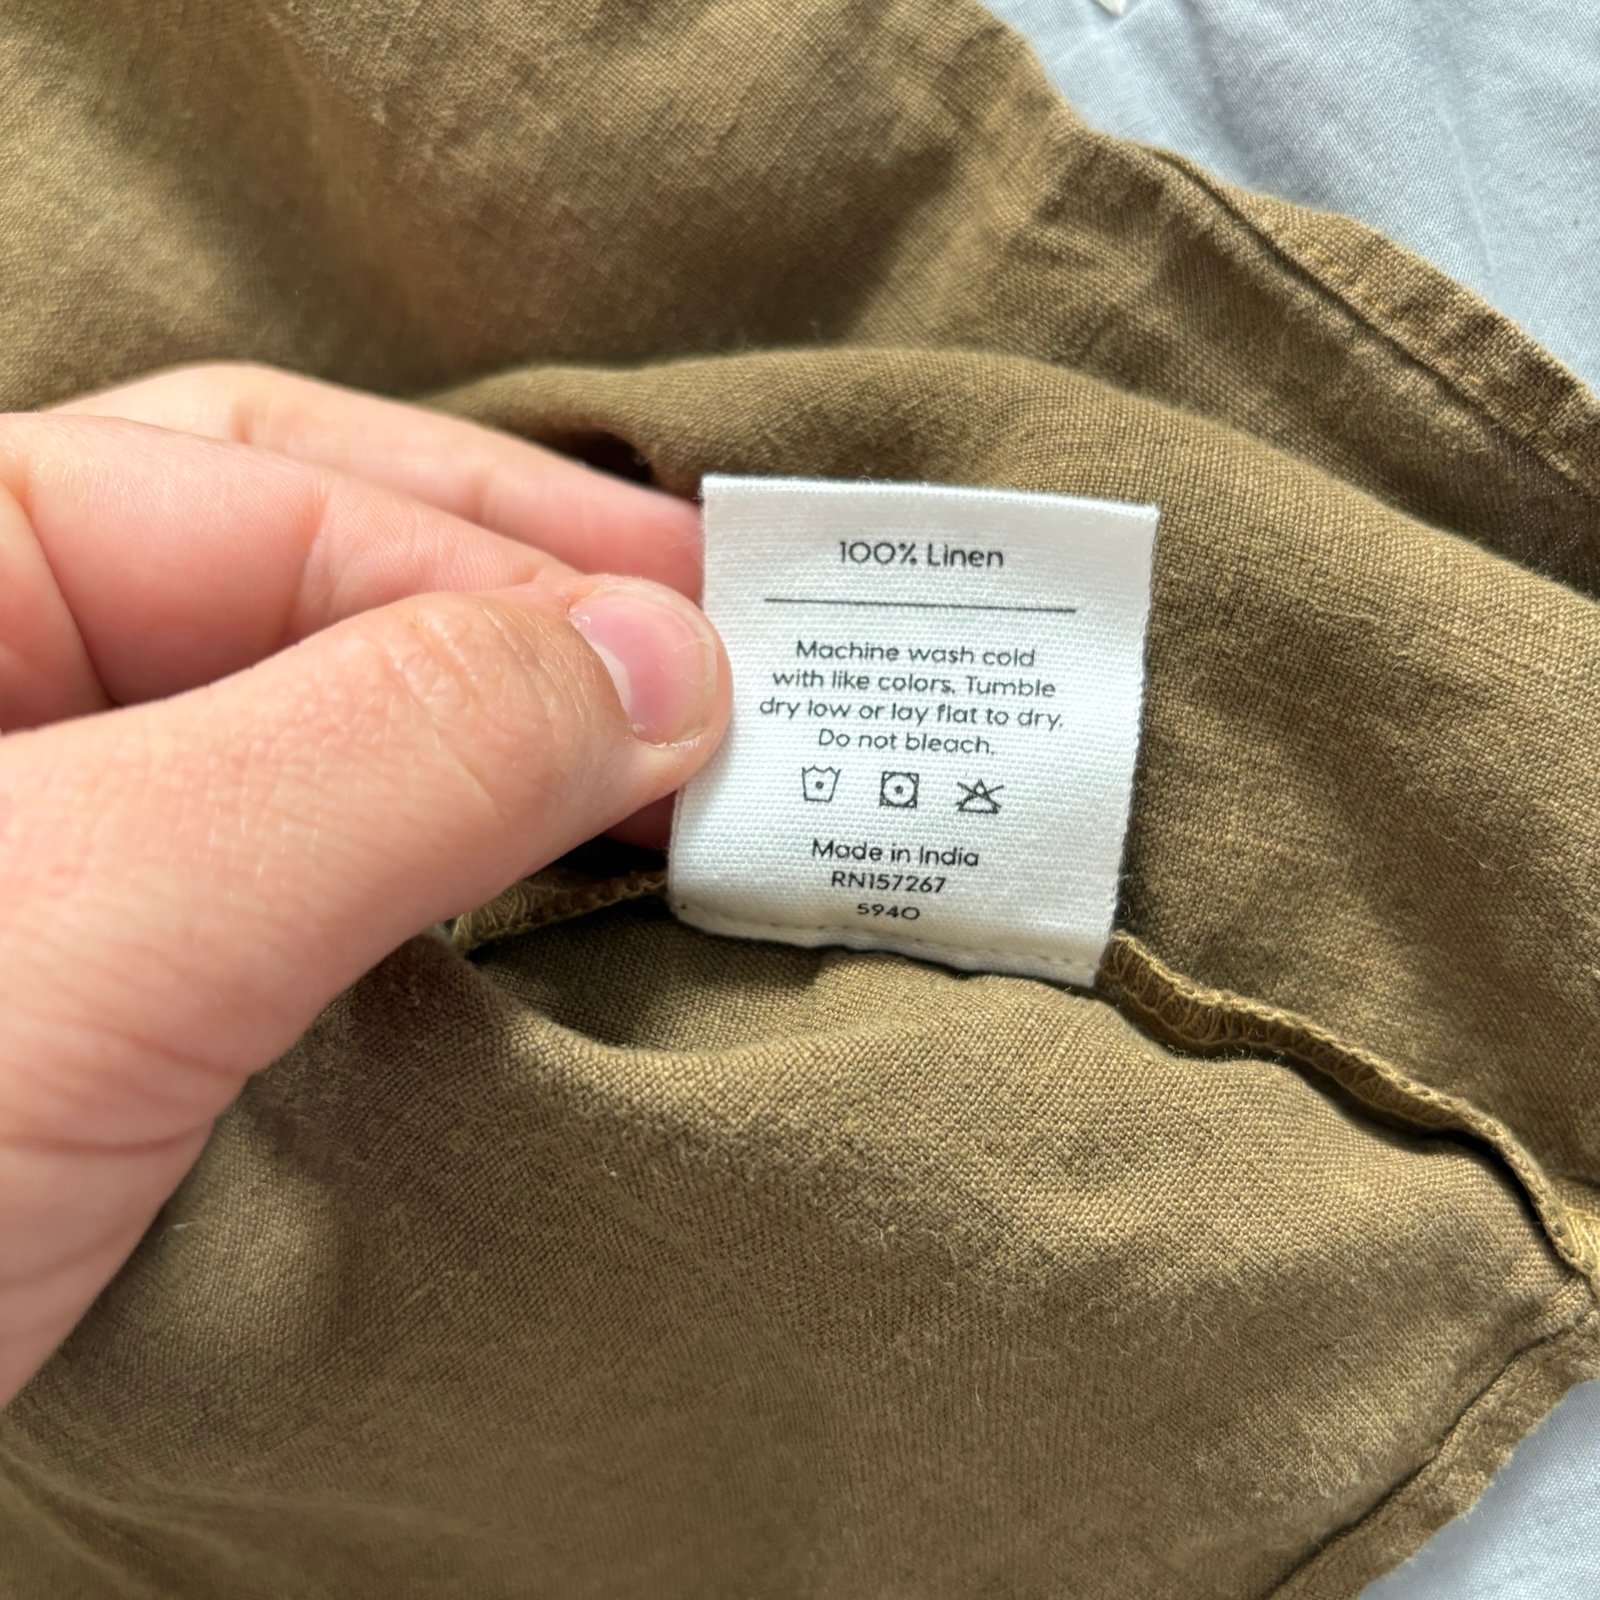 100% Linen
Machine wash cold
with like colors. Tumble
dry low or lay flat to dry.
Do not bleach.
Made in India
RN157267
5940